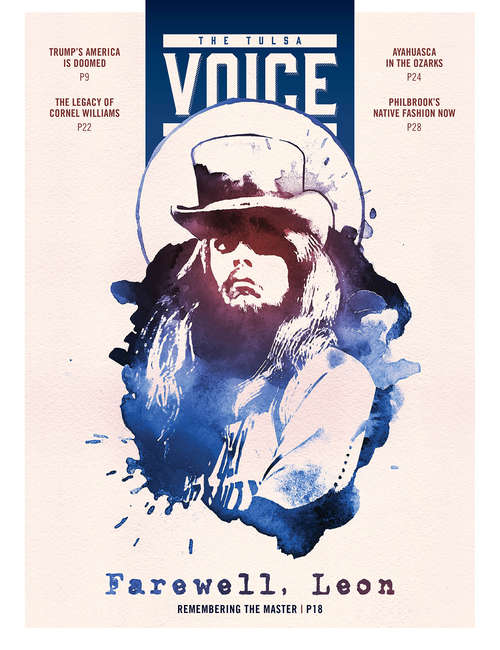 THE TULSA
VOICE
TRUMP'S AMERICA
IS DOOMED
P9
THE LEGACY OF
CORNEL WILLIAMS
P22
AYAHUASCA
IN THE OZARKS
P24
PHILBROOK'S
NATIVE FASHION NOW
P28
Farewell, Leon
REMEMBERING THE MASTER | P18